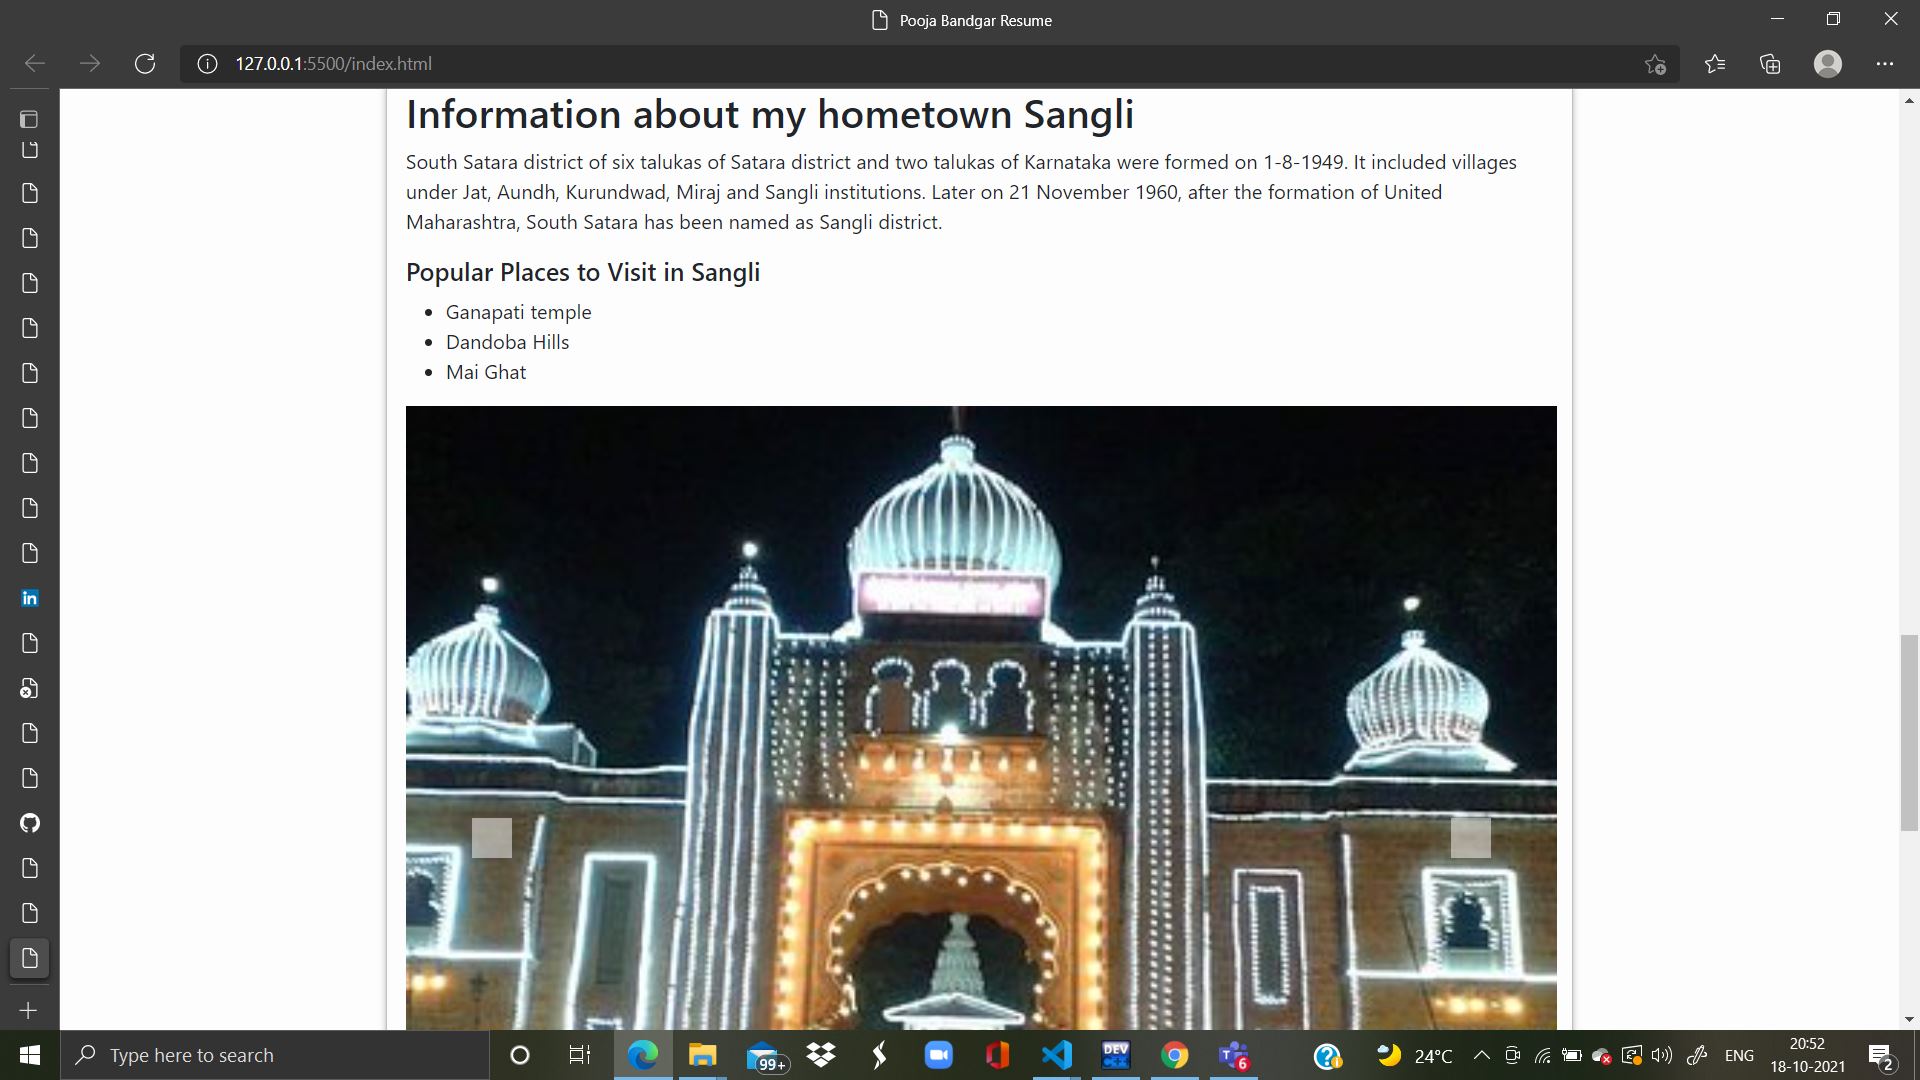 Pooja Bandgar Resume
127.0.0.1:5500/index.html
Information about my hometown Sangli
South Satara district of six talukas of Satara district and two talukas of Karnataka were formed on 1-8-1949. It included villages
under Jat, Aundh, Kurundwad, Miraj and Sangli institutions. Later on 21 November 1960, after the formation of United
Maharashtra, South Satara has been named as Sangli district.
Popular Places to Visit in Sangli
Ganapati temple
Dandoba Hills
Mai Ghat
in
Type here to search
99+
DEV
C++
6
24°C
ENG
20:52
18-10-2021
2